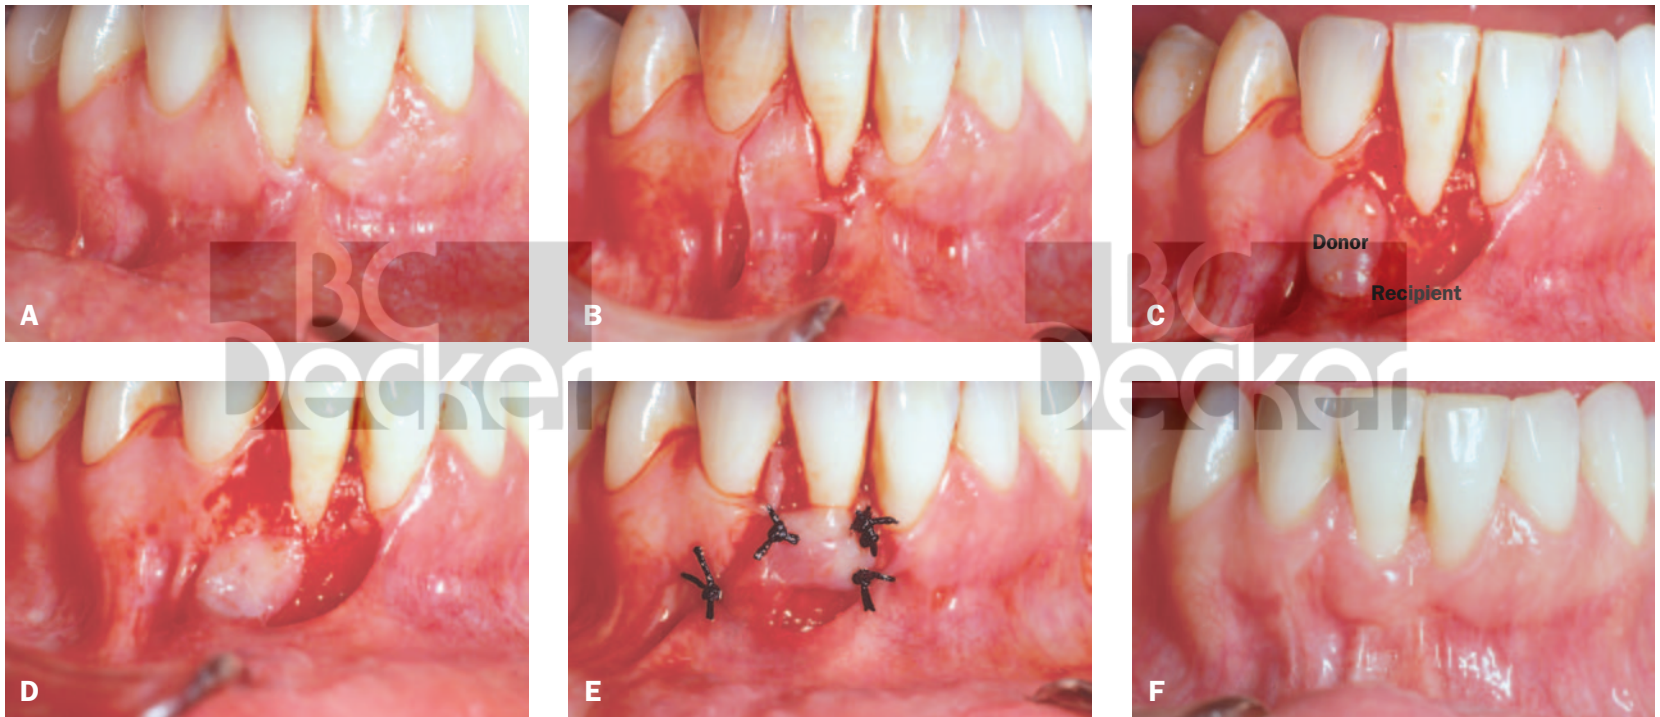 A
B
C
Donor
Recipient
BC
Decker
BC
Decker
D
E
F